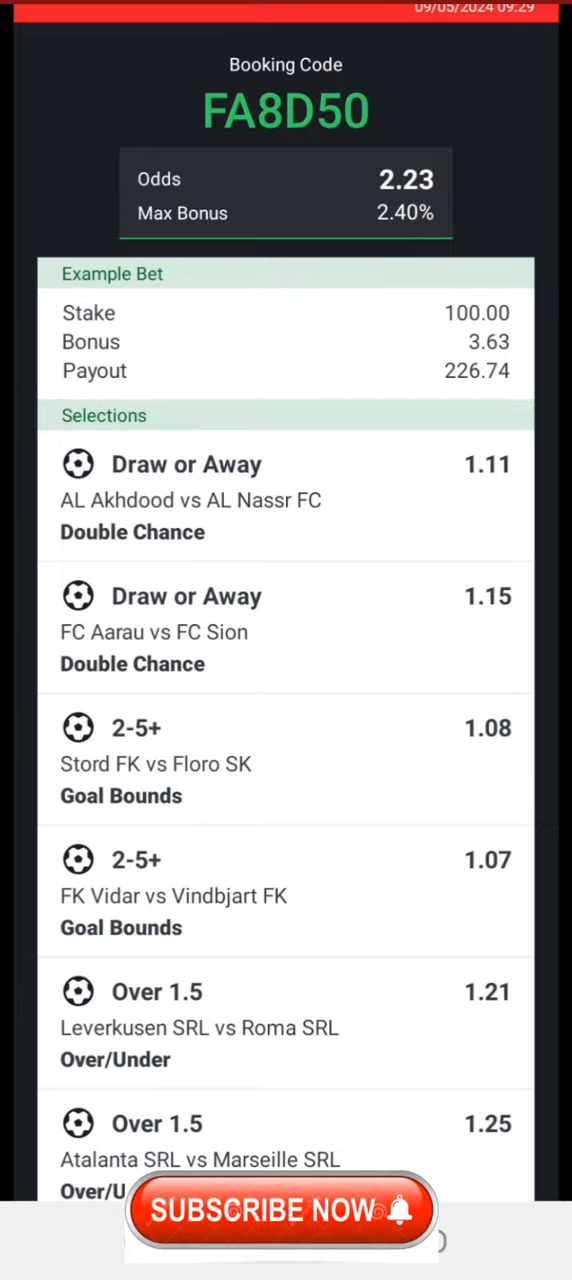 09/05/2024 09:29
Booking Code
FA8D50
Odds 2.23
Max Bonus 2.40%
Example Bet
Stake 100.00
Bonus 3.63
Payout 226.74
Selections
Draw or Away 1.11
AL Akhdood vs AL Nassr FC
Double Chance
Draw or Away 1.15
FC Aarau vs FC Sion
Double Chance
2-5+ 1.08
Stord FK vs Floro SK
Goal Bounds
2-5+ 1.07
FK Vidar vs Vindbjart FK
Goal Bounds
Over 1.5 1.21
Leverkusen SRL vs Roma SRL
Over/Under
Over 1.5 1.25
Atalanta SRL vs Marseille SRL
Over/U
SUBSCRIBE NOW